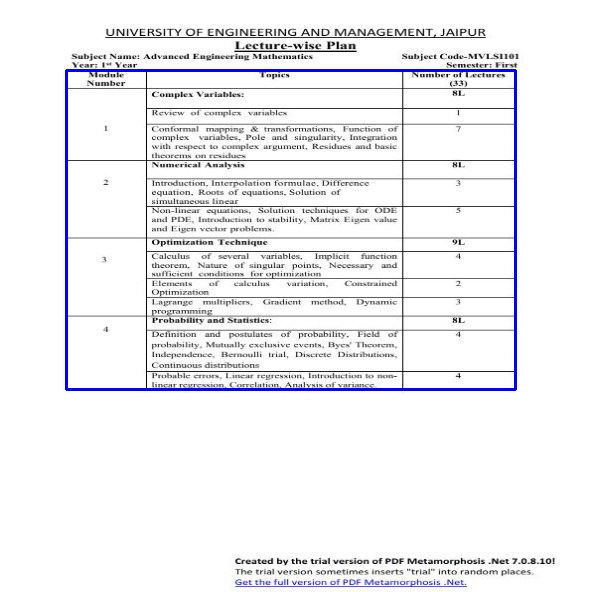 UNIVERSITY OF ENGINEERING AND MANAGEMENT, JAIPUR
Lecture-wise Plan
Subject Name: Advanced Engineering Mathematics Subject Code-MVLSI101
Year: 1st Year Semester: First
Module Number Topics Number of Lectures (33)
Complex Variables: 8L
Review of complex variables 1
1
Conformal mapping & transformations, Function of 7
complex variables, Pole and singularity, Integration
with respect to complex argument, Residues and basic
theorems on residues
Numerical Analysis 8L
2
Introduction, Interpolation formulae, Difference 3
equation, Roots of equations, Solution of
simultaneous linear
Non-linear equations, Solution techniques for ODE 5
and PDE, Introduction to stability, Matrix Eigen value
and Eigen vector problems.
Optimization Technique 9L
3
Calculus of several variables, Implicit function 4
theorem, Nature of singular points, Necessary and
sufficient conditions for optimization
Elements of calculus variation, Constrained 2
Optimization
Lagrange multipliers, Gradient method, Dynamic 3
programming
Probability and Statistics: 8L
4
Definition and postulates of probability, Field of 4
probability, Mutually exclusive events, Byes' Theorem,
Independence, Bernoulli trial, Discrete Distributions,
Continuous distributions
Probable errors, Linear regression, Introduction to non- 4
linear regression, Correlation, Analysis of variance.
Created by the trial version of PDF Metamorphosis .Net 7.0.8.10!
The trial version sometimes inserts "trial" into random places.
Get the full version of PDF Metamorphosis .Net.